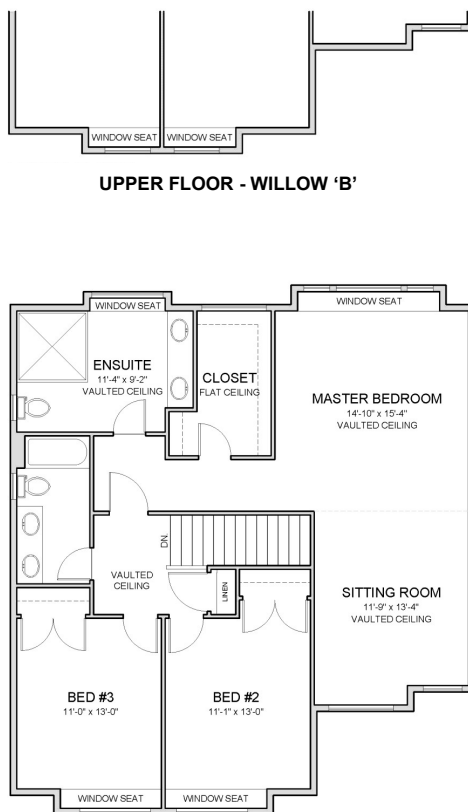 WINDOW SEAT WINDOW SEAT
UPPER FLOOR - WILLOW ‘B’
WINDOW SEAT
WINDOW SEAT
ENSUITE
11'-4" x 9'-2"
VAULTED CEILING
CLOSET
FLAT CEILING
MASTER BEDROOM
14'-10" x 15'-4"
VAULTED CEILING
DN.
VAULTED
CEILING
LINEN
SITTING ROOM
11'-9" x 13'-4"
VAULTED CEILING
BED #3
11'-0" x 13'-0"
BED #2
11'-1" x 13'-0"
WINDOW SEAT
WINDOW SEAT